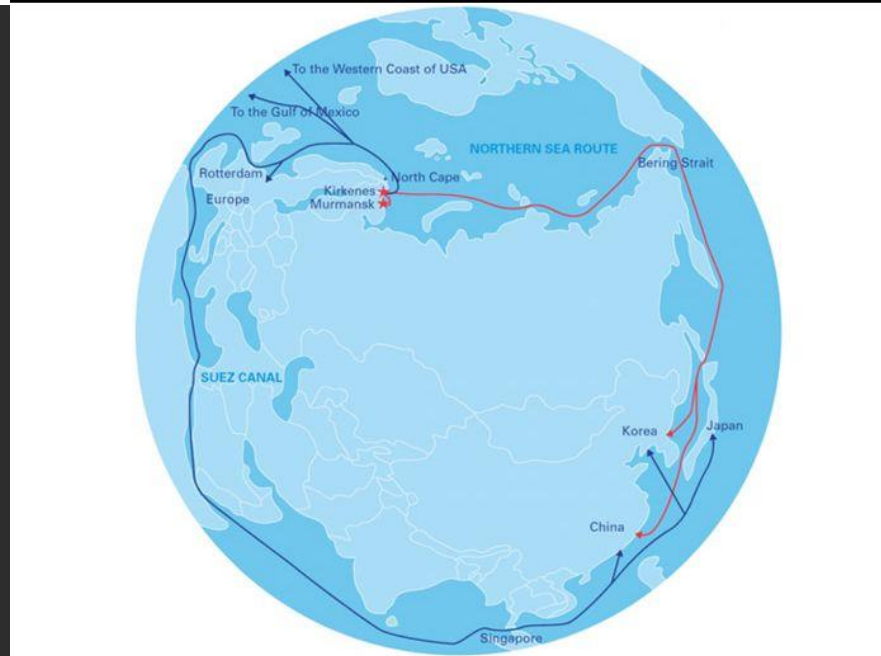 To the Western Coast of USA
To the Gulf of Mexico
NORTHERN SEA ROUTE
Bering Strait
Rotterdam
North Cape
Kirkenes
Europe
Murmansk
SUEZ CANAL
Korea
Japan
China
Singapore